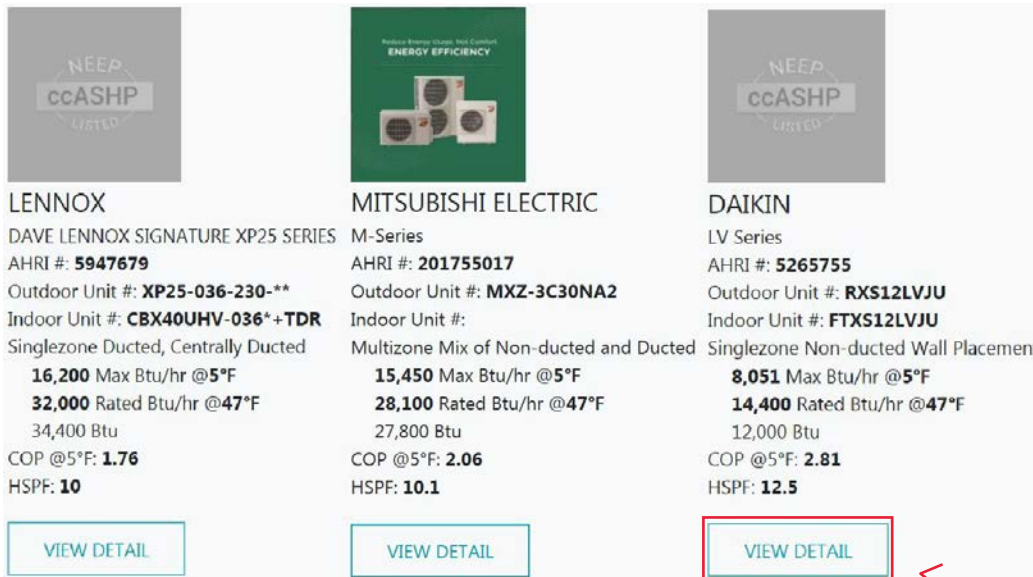 NEEP
ccASHP
LISTED
LENNOX
DAVE LENNOX SIGNATURE XP25 SERIES
AHRI #: 5947679
Outdoor Unit #: XP25-036-230-**
Indoor Unit #: CBX40UHV-036*+TDR
Singlezone Ducted, Centrally Ducted
16,200 Max Btu/hr @5°F
32,000 Rated Btu/hr @47°F
34,400 Btu
COP @5°F: 1.76
HSPF: 10
VIEW DETAIL
Reduce Energy Usage, Not Comfort.
ENERGY EFFICIENCY
MITSUBISHI ELECTRIC
M-Series
AHRI #: 201755017
Outdoor Unit #: MXZ-3C30NA2
Indoor Unit #:
Multizone Mix of Non-ducted and Ducted
15,450 Max Btu/hr @5°F
28,100 Rated Btu/hr @47°F
27,800 Btu
COP @5°F: 2.06
HSPF: 10.1
VIEW DETAIL
NEEP
ccASHP
LISTED
DAIKIN
LV Series
AHRI #: 5265755
Outdoor Unit #: RXS12LVJU
Indoor Unit #: FTXS12LVJU
Singlezone Non-ducted Wall Placemen
8,051 Max Btu/hr @5°F
14,400 Rated Btu/hr @47°F
12,000 Btu
COP @5°F: 2.81
HSPF: 12.5
VIEW DETAIL